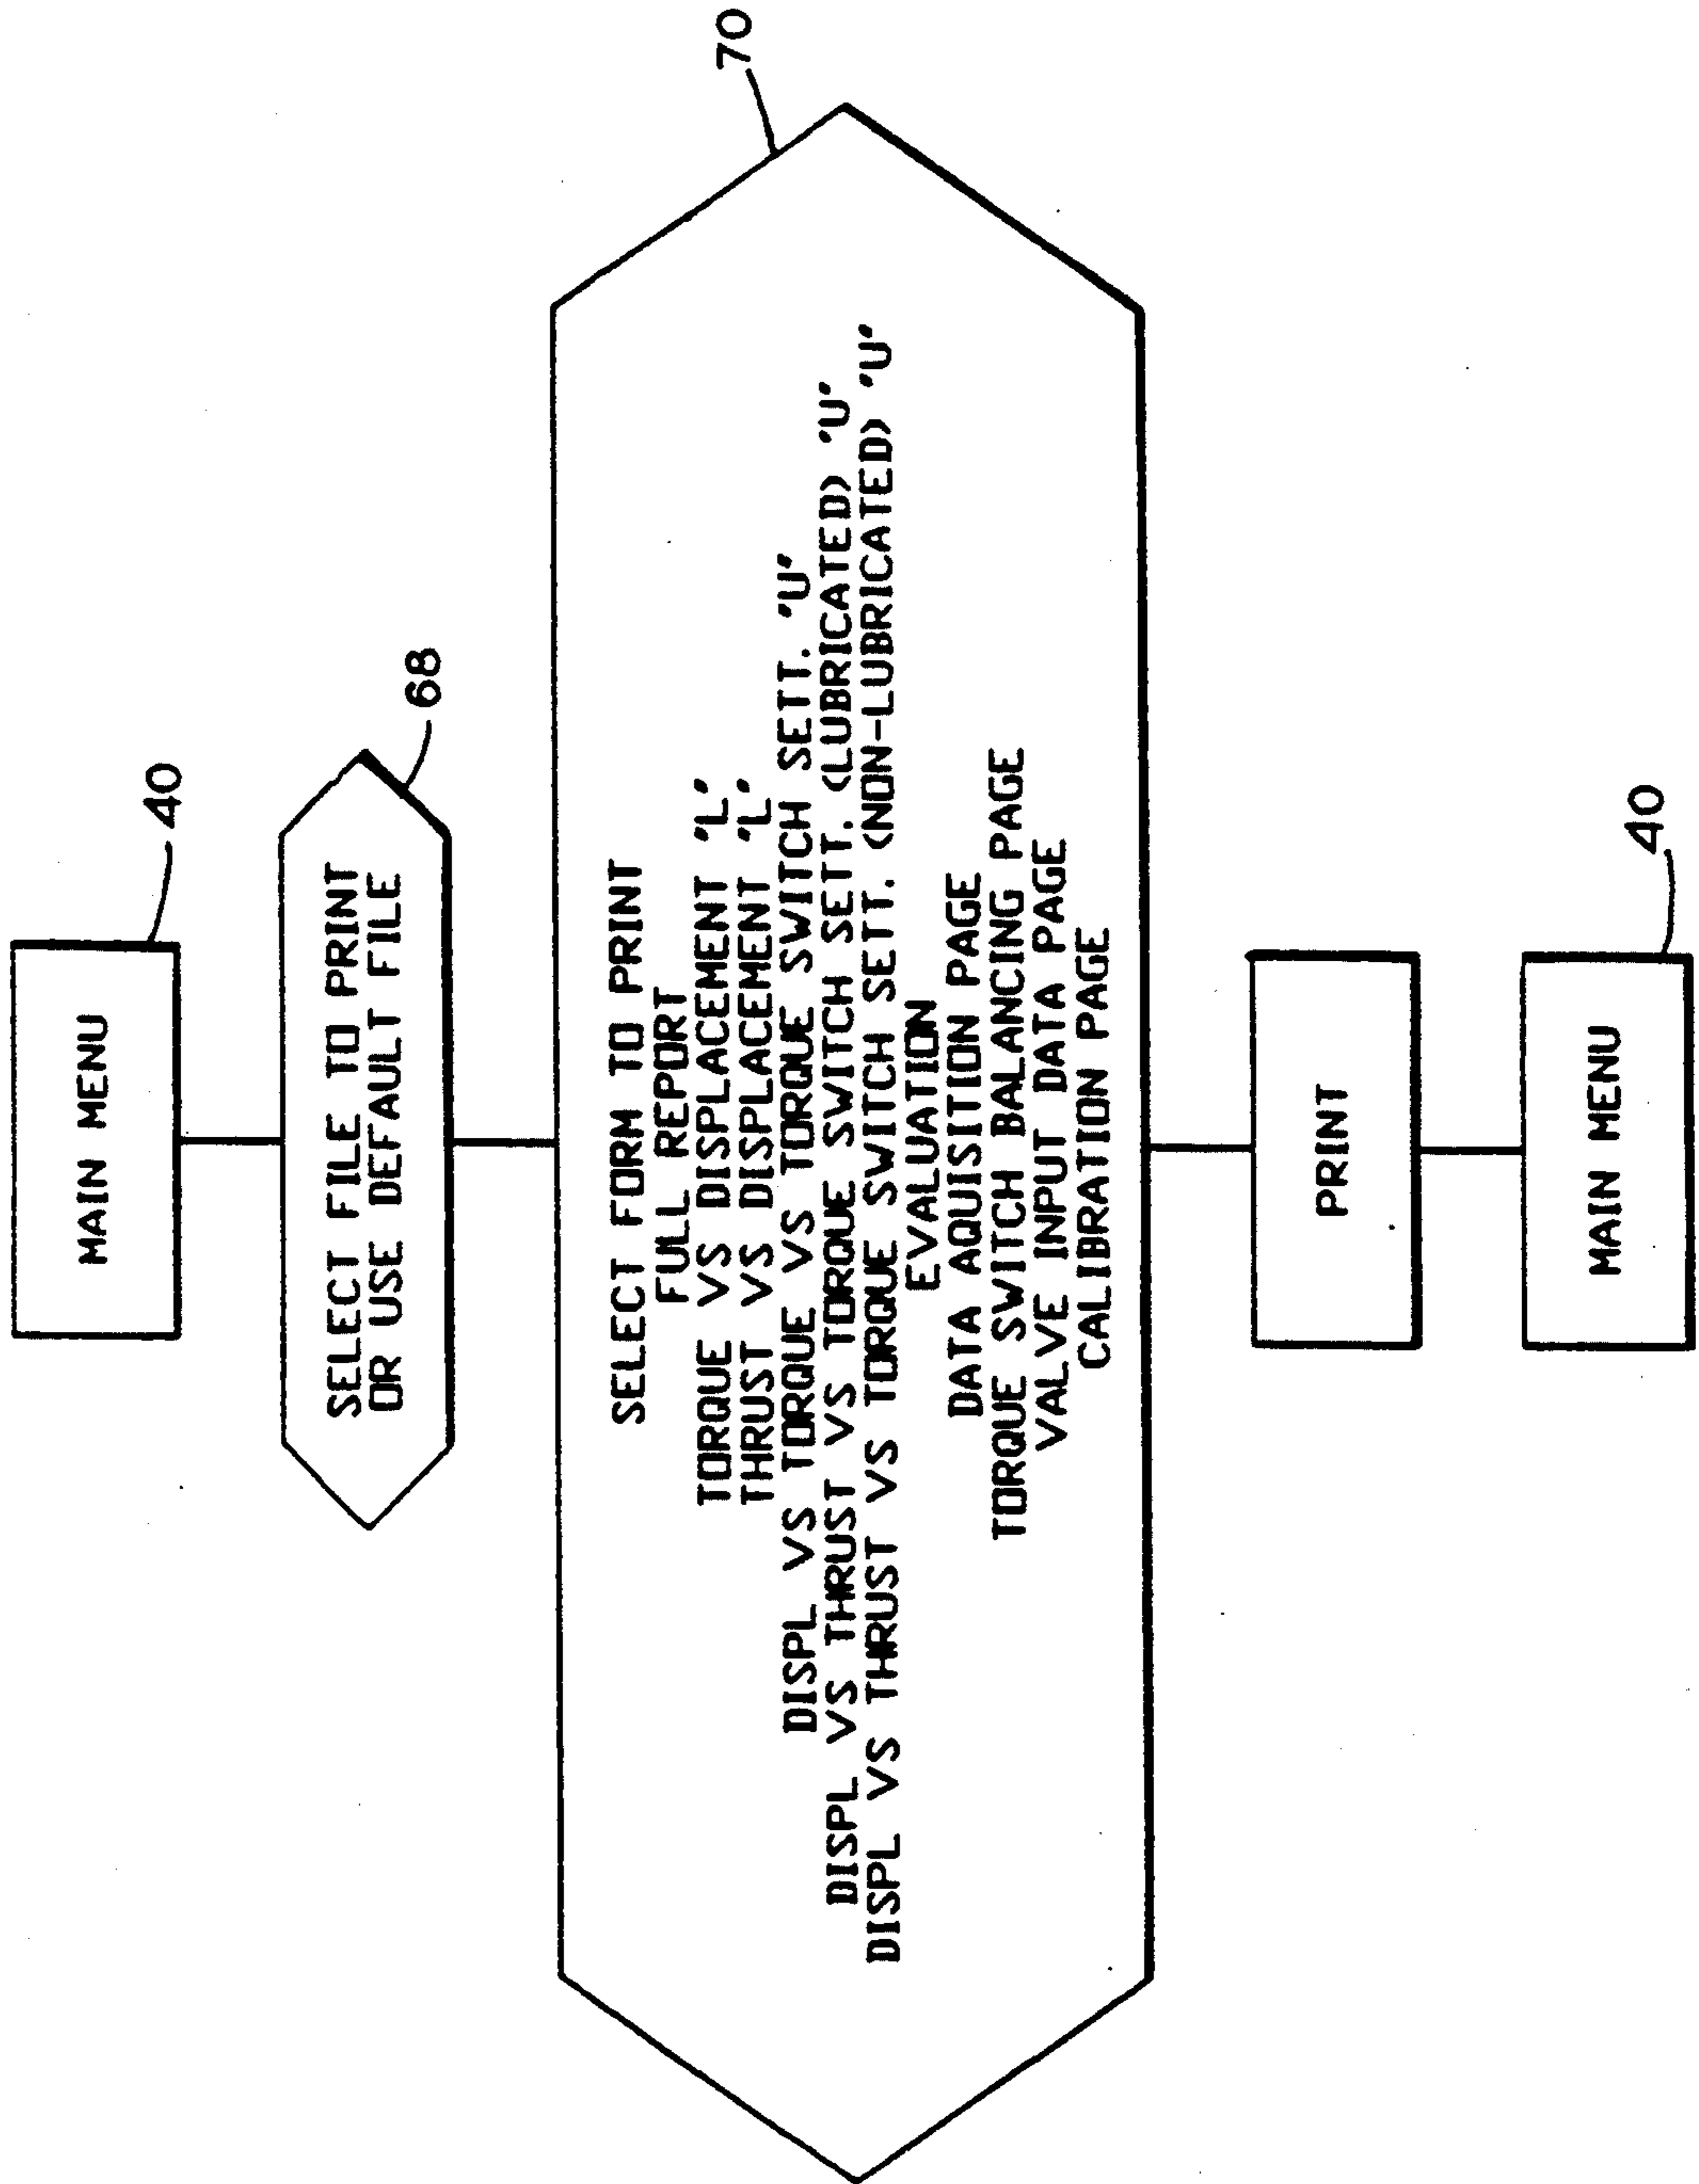 MAIN MENU
40
SELECT FILE TO PRINT
OR USE DEFAULT FILE
68
70
SELECT FORM TO PRINT
FULL REPORT
TORQUE VS DISPLACEMENT 'L'
THRUST VS DISPLACEMENT 'L'
DISPL VS TORQUE VS TORQUE SWITCH SETT. 'U'
DISPL VS THRUST VS TORQUE SWITCH SETT. (LUBRICATED) 'U'
DISPL VS THRUST VS TORQUE SWITCH SETT. (NON-LUBRICATED) 'U'
EVALUATION
DATA AQUISITION PAGE
TORQUE SWITCH BALANCING PAGE
VALVE INPUT DATA PAGE
CALIBRATION PAGE
PRINT
MAIN MENU
40